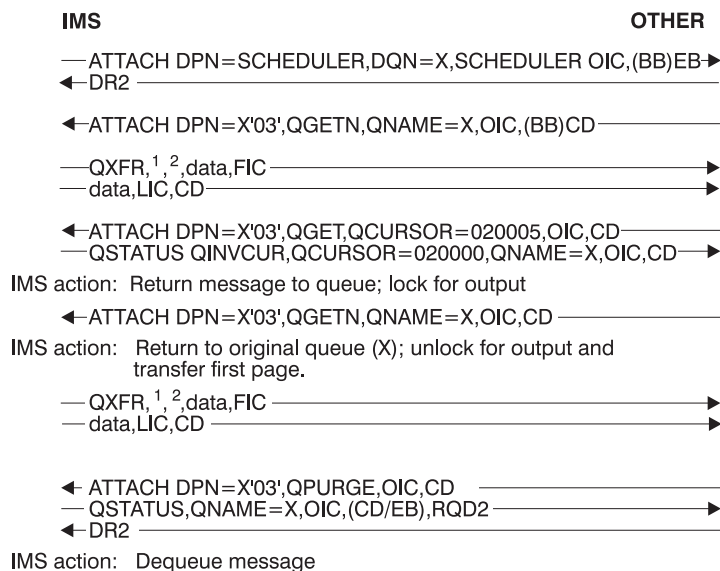 IMS OTHER
ATTACH DPN=SCHEDULER,DQN=X,SCHEDULER OIC,(BB)EB
DR2
ATTACH DPN=X'03',QGETN,QNAME=X,OIC,(BB)CD
QXFR,1,2,data,FIC
data,LIC,CD
ATTACH DPN=X'03',QGET,QCURSOR=020005,OIC,CD
QSTATUS QINVCUR,QCURSOR=020000,QNAME=X,OIC,CD
IMS action: Return message to queue; lock for output
ATTACH DPN=X'03',QGETN,QNAME=X,OIC,CD
IMS action: Return to original queue (X); unlock for output and
transfer first page.
QXFR,1,2,data,FIC
data,LIC,CD
ATTACH DPN=X'03',QPURGE,OIC,CD
QSTATUS,QNAME=X,OIC,(CD/EB),RQD2
DR2
IMS action: Dequeue message